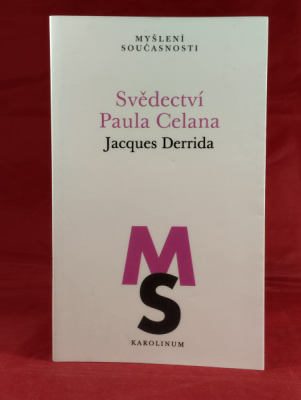 MYŠLENÍ
SOUČASNOSTI
Svědectví
Paula Celana
Jacques Derrida
M
S
KAROLINUM